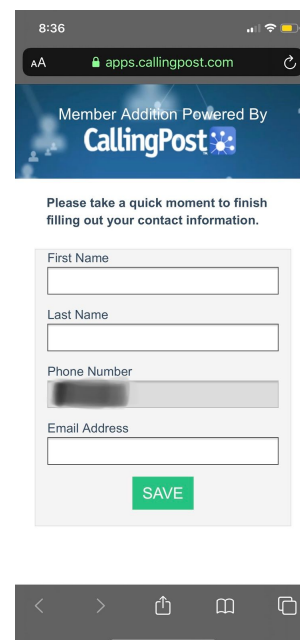 8:36
AA apps.callingpost.com
Member Addition Powered By
CallingPost
Please take a quick moment to finish
filling out your contact information.
First Name
Last Name
Phone Number
Email Address
SAVE